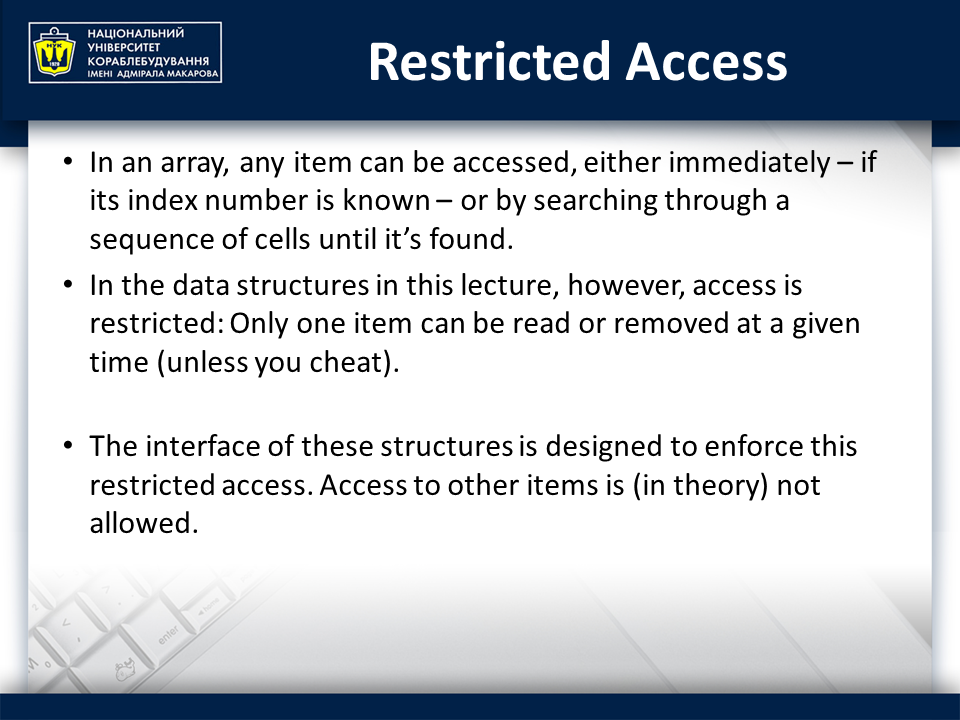 НАЦІОНАЛЬНИЙ
УНІВЕРСИТЕТ
КОРАБЛЕБУДУВАННЯ
ІМЕНІ АДМІРАЛА МАКАРОВА
НУК
1920
Restricted Access
• In an array, any item can be accessed, either immediately – if
its index number is known – or by searching through a
sequence of cells until it’s found.
• In the data structures in this lecture, however, access is
restricted: Only one item can be read or removed at a given
time (unless you cheat).
• The interface of these structures is designed to enforce this
restricted access. Access to other items is (in theory) not
allowed.
enter